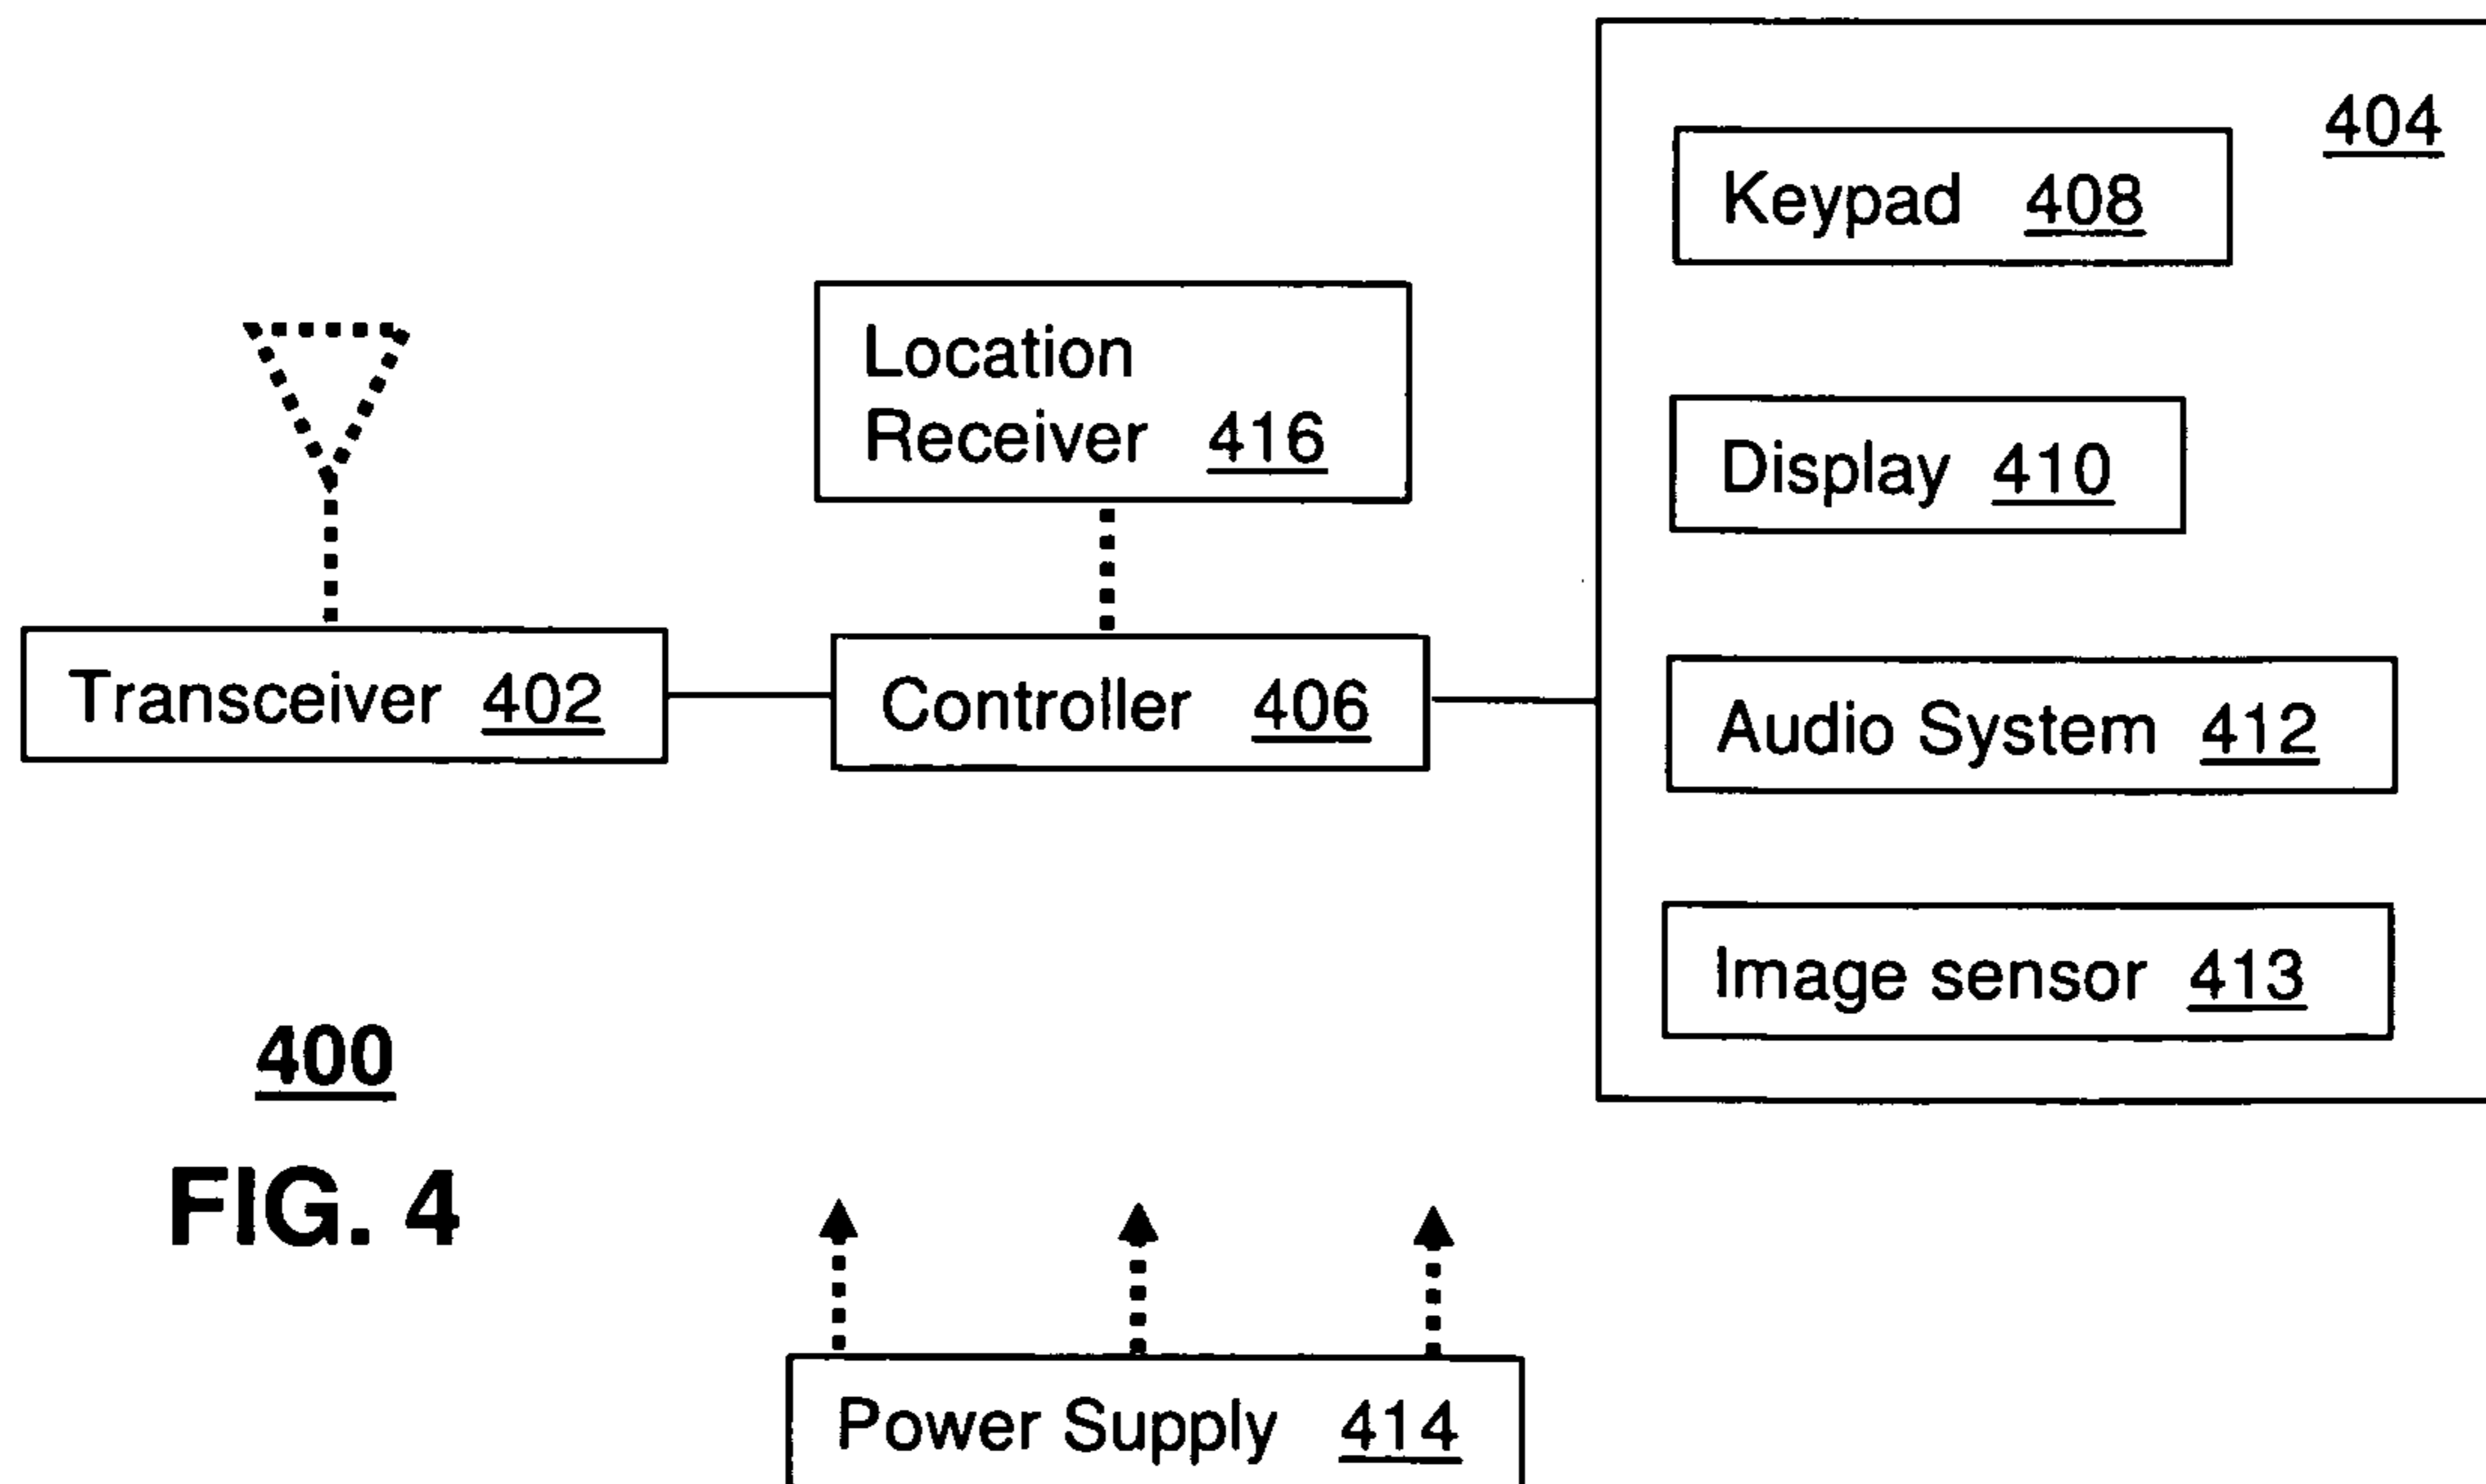 404
Keypad 408
Location
Receiver 416
Display 410
Transceiver 402
Controller 406
Audio System 412
Image sensor 413
400
FIG. 4
Power Supply 414